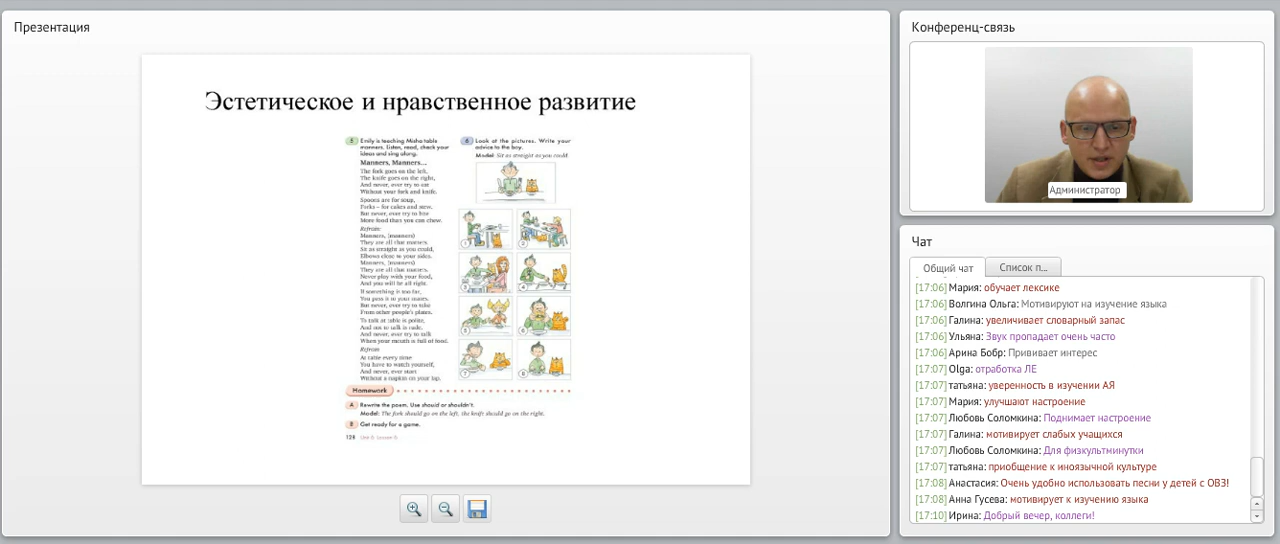 Презентация
Эстетическое и нравственное развитие
5 Emily is teaching Misha table
manners. Listen, read, check your
ideas and sing along.
Manners, Manners...
The fork goes on the left,
The knife goes on the right,
And never, ever try to eat
Without your fork and knife.
Spoons are for soup,
Forks – for cakes and stew.
But never, ever try to bite
More food than you can chew.
Refrain:
Manners, (manners)
They are all that matters.
Sit as straight as you could,
Elbows close to your sides.
Manners, (manners)
They are all that matters.
Never play with your food,
And you will be all right.
If something is too far,
You pass it to your mates.
But never, ever try to take
From other people's plates.
To talk at table is polite,
And not to talk is rude.
And never, ever try to talk
When your mouth is full of food.
Refrain
At table every time
You have to watch yourself,
And never, ever start
Without a napkin on your lap.
6 Look at the pictures. Write your
advice to the boy.
Model: Sit as straight as you could.
1
2
3
4
5
6
7
8
Homework
A Rewrite the poem. Use should or shouldn't.
Model: The fork should go on the left, the knife should go on the right.
B Get ready for a game.
128 Unit 5 Lesson 5
Конференц-связь
Администратор
Чат
Общий чат
Список п...
[17:06] Мария: обучает лексике
[17:06] Волгина Ольга: Мотивируют на изучение языка
[17:06] Галина: увеличивает словарный запас
[17:06] Ульяна: Звук пропадает очень часто
[17:06] Арина Бобр: Прививает интерес
[17:07] Olga: отработка ЛЕ
[17:07] татьяна: уверенность в изучении АЯ
[17:07] Мария: улучшают настроение
[17:07] Любовь Соломкина: Поднимает настроение
[17:07] Галина: мотивирует слабых учащихся
[17:07] Любовь Соломкина: Для физкультминутки
[17:07] татьяна: приобщение к иноязычной культуре
[17:08] Анастасия: Очень удобно использовать песни у детей с ОВЗ!
[17:08] Анна Гусева: мотивирует к изучению языка
[17:10] Ирина: Добрый вечер, коллеги!